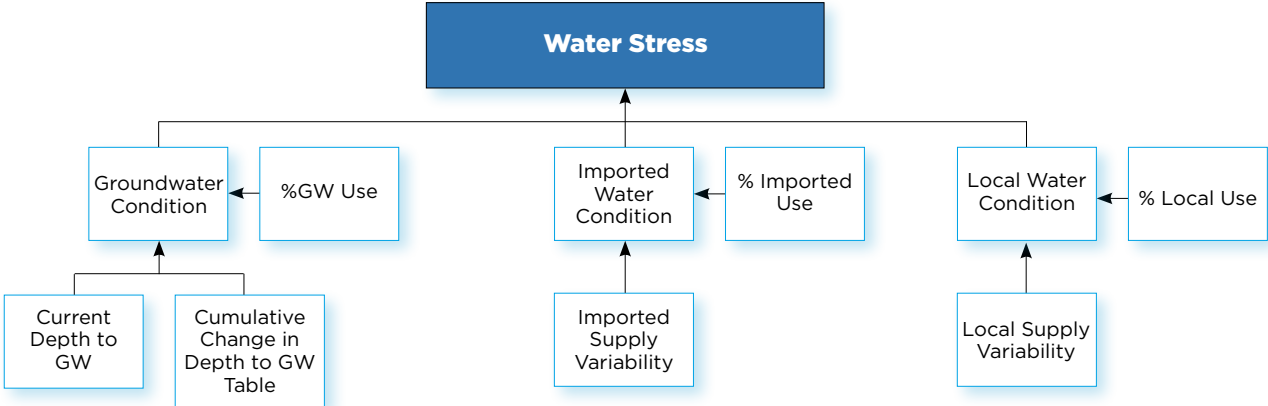 Water Stress
Groundwater
Condition
%GW Use
Imported
Water
Condition
% Imported
Use
Local Water
Condition
% Local Use
Current
Depth to
GW
Cumulative
Change in
Depth to GW
Table
Imported
Supply
Variability
Local Supply
Variability